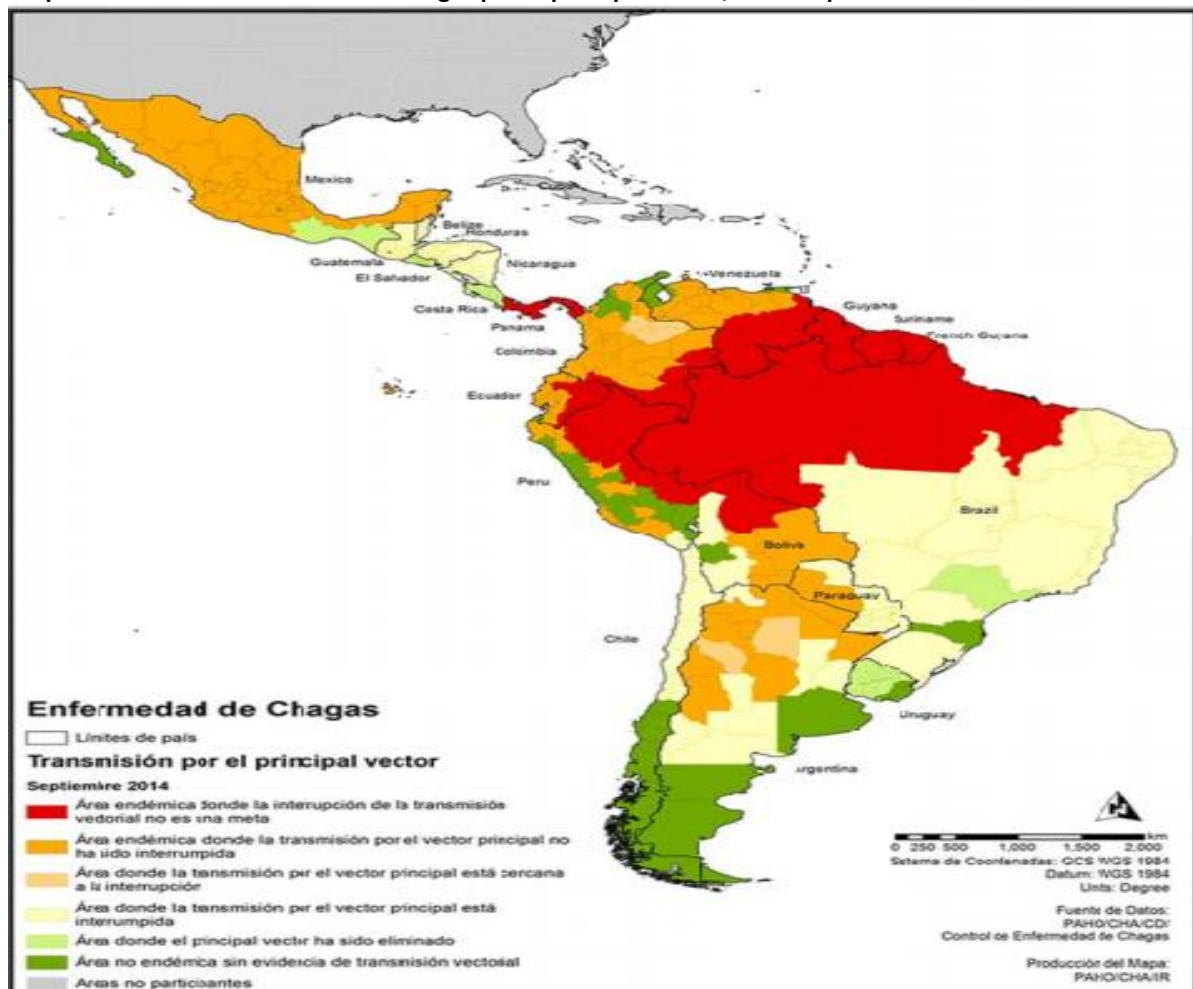 Mexico
Belize
Honduras
Guatemala
Nicaragua
El Salvador
Costa Rica
Panama
Venezuela
Guyana
Suriname
French Guyana
Colombia
Ecuador
Peru
Brazil
Boliva
Paraguay
Chile
Uruguay
Argentina
Enfermedad de Chagas
Límites de país
Transmisión por el principal vector
Septiembre 2014
Área endémica donde la interrupción de la transmisión
vectorial no es una meta
Área endémica donde la transmisión por el vector principal no
ha sido interrumpida
Área donde la transmisión por el vector principal está cercana
a la interrupción
Área donde la transmisión por el vector principal está
interrumpida
Área donde el principal vector ha sido eliminado
Área no endémica sin evidencia de transmisión vectorial
Áreas no participantes
km
0 250 500 1,000 1,500 2,000
Sistema de Coordenadas: GCS WGS 1984
Datum: WGS 1984
Units: Degree
Fuente de Datos:
PAHO/CHA/CD/
Control de Enfermedad de Chagas
Producción del Mapa:
PAHO/CHA/IR